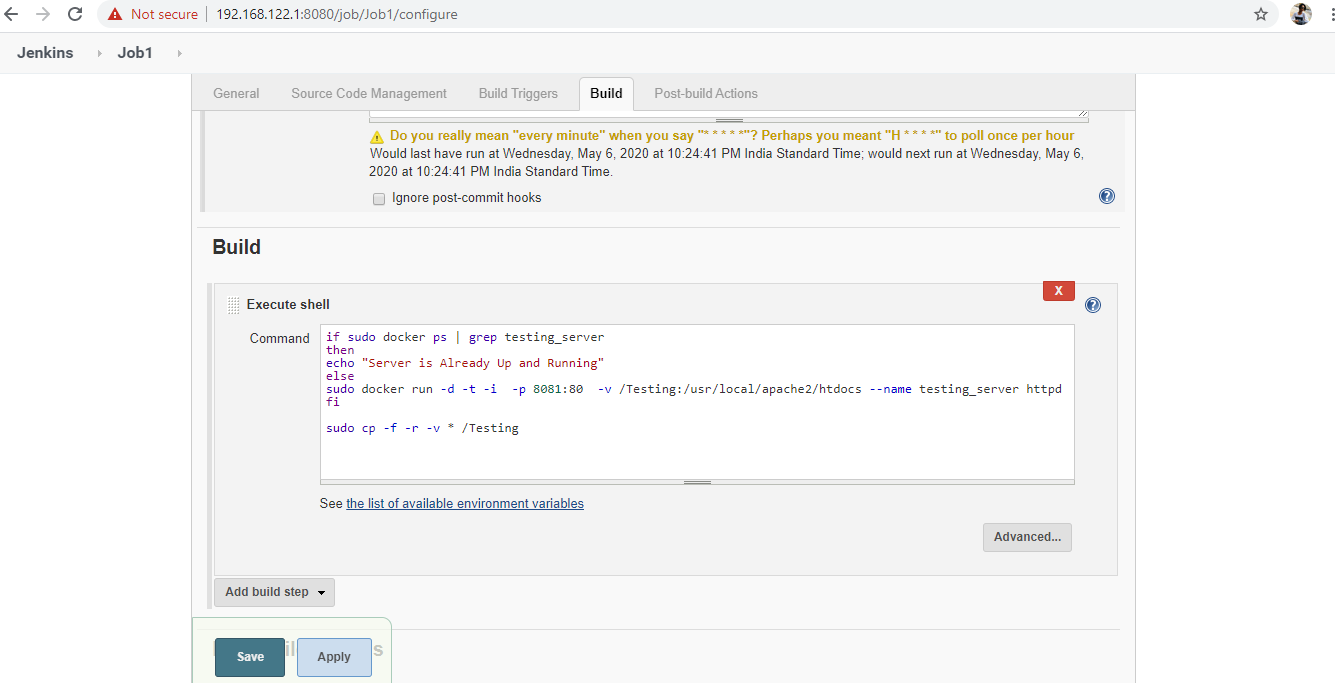 Not secure 192.168.122.1:8080/job/Job1/configure
Jenkins Job1
General Source Code Management Build Triggers Build Post-build Actions
Do you really mean "every minute" when you say "* * * * *"? Perhaps you meant "H * * * *" to poll once per hour
Would last have run at Wednesday, May 6, 2020 at 10:24:41 PM India Standard Time; would next run at Wednesday, May 6,
2020 at 10:24:41 PM India Standard Time.
Ignore post-commit hooks
Build
X
Execute shell
Command
if sudo docker ps | grep testing_server
then
echo "Server is Already Up and Running"
else
sudo docker run -d -t -i  -p 8081:80  -v /Testing:/usr/local/apache2/htdocs --name testing_server httpd
fi
sudo cp -f -r -v * /Testing
See the list of available environment variables
Advanced...
Add build step
Save Apply